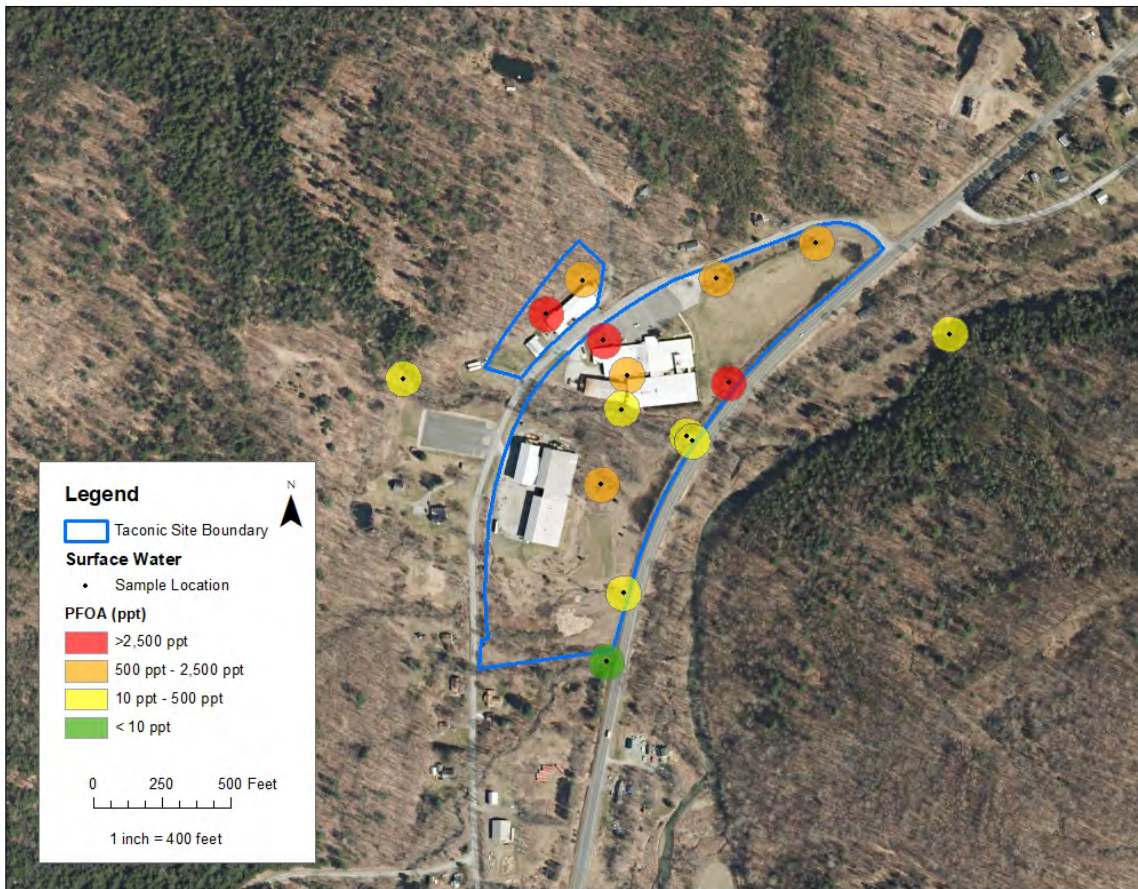 Legend
N
Taconic Site Boundary
Surface Water
Sample Location
PFOA (ppt)
>2,500 ppt
500 ppt - 2,500 ppt
10 ppt - 500 ppt
< 10 ppt
0 250 500 Feet
1 inch = 400 feet